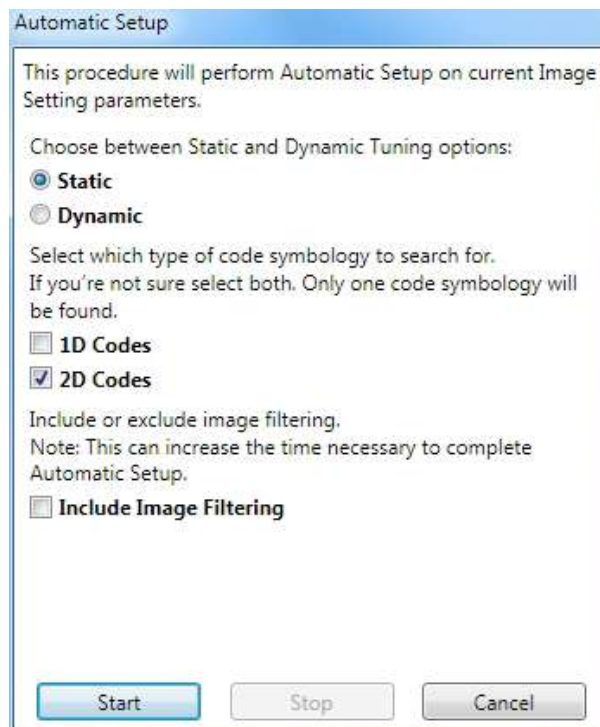 Automatic Setup
This procedure will perform Automatic Setup on current Image
Setting parameters.
Choose between Static and Dynamic Tuning options:
Static
Dynamic
Select which type of code symbology to search for.
If you're not sure select both. Only one code symbology will
be found.
1D Codes
2D Codes
Include or exclude image filtering.
Note: This can increase the time necessary to complete
Automatic Setup.
Include Image Filtering
Start Stop Cancel